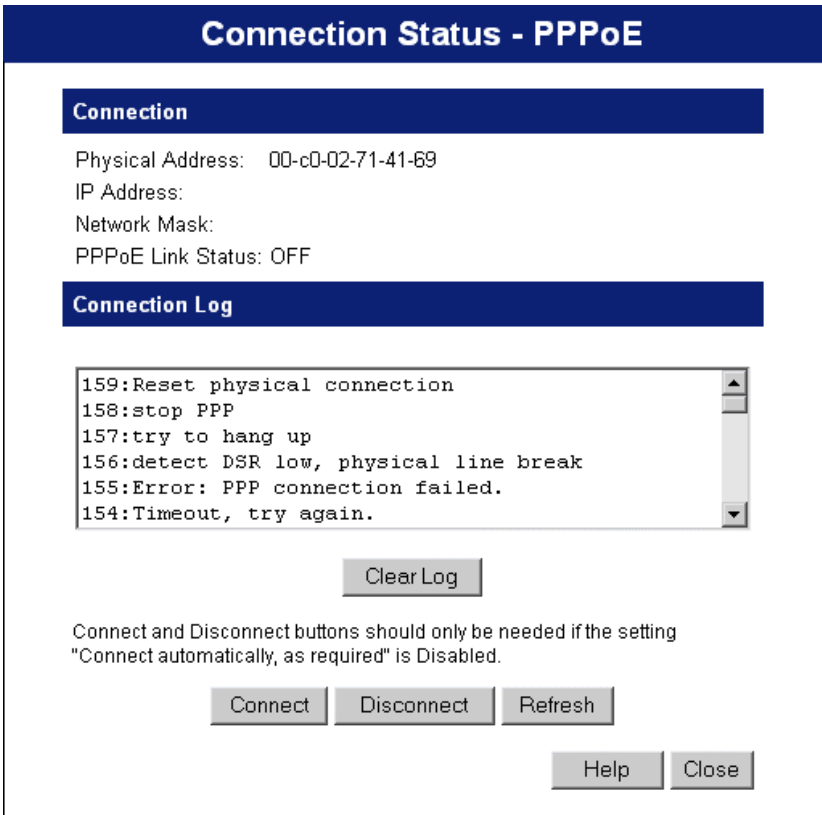 Connection Status - PPPoE
Connection
Physical Address: 00-c0-02-71-41-69
IP Address:
Network Mask:
PPPoE Link Status: OFF
Connection Log
159:Reset physical connection
158:stop PPP
157:try to hang up
156:detect DSR low, physical line break
155:Error: PPP connection failed.
154:Timeout, try again.
Clear Log
Connect and Disconnect buttons should only be needed if the setting
"Connect automatically, as required" is Disabled.
Connect Disconnect Refresh
Help Close